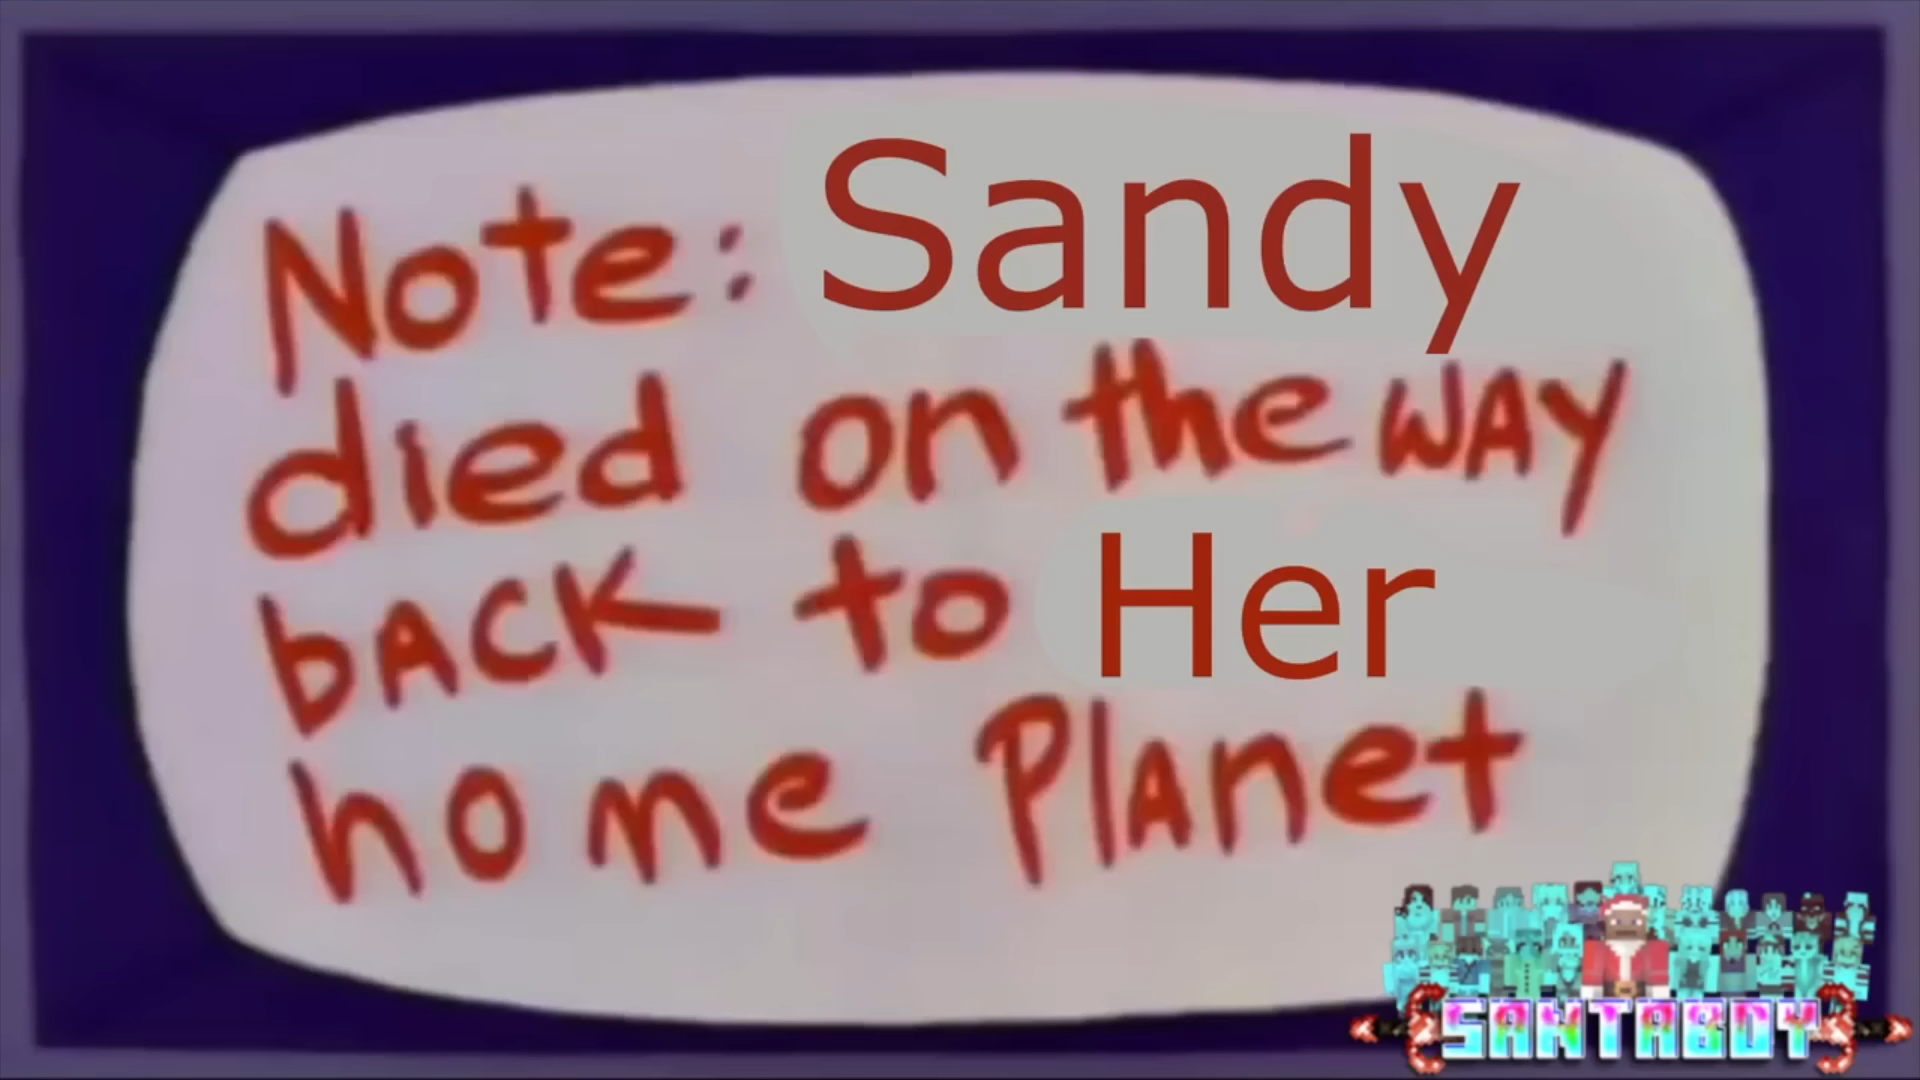 Note: Sandy
died on the WAY
bACK to Her
home PlAnet
SANTABOY